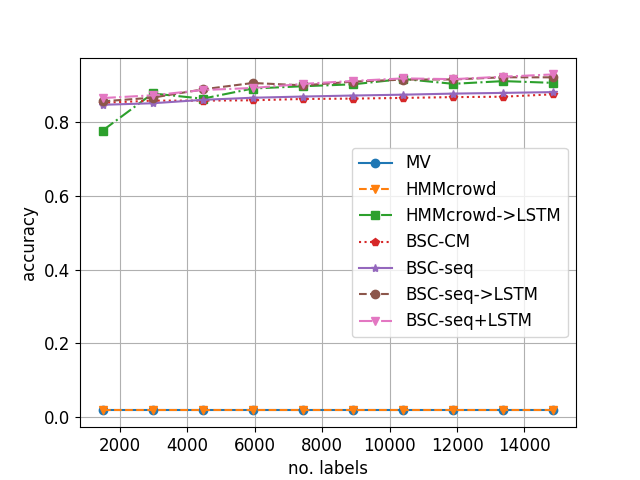 accuracy
0.8
0.6
0.4
0.2
0.0
MV
HMMcrowd
HMMcrowd->LSTM
BSC-CM
BSC-seq
BSC-seq->LSTM
BSC-seq+LSTM
2000 4000 6000 8000 10000 12000 14000
no. labels